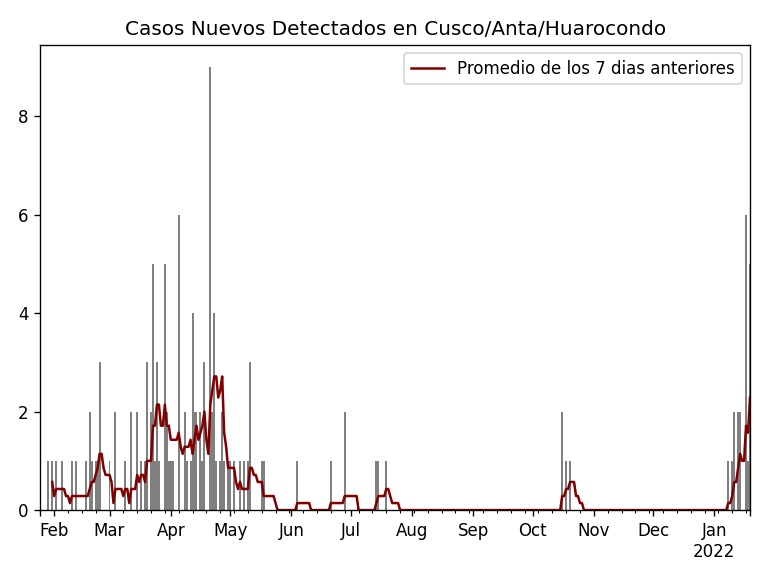 Casos Nuevos Detectados en Cusco/Anta/Huarocondo
Promedio de los 7 dias anteriores
8
6
4
2
0
Feb Mar Apr May Jun Jul Aug Sep Oct Nov Dec Jan
2022